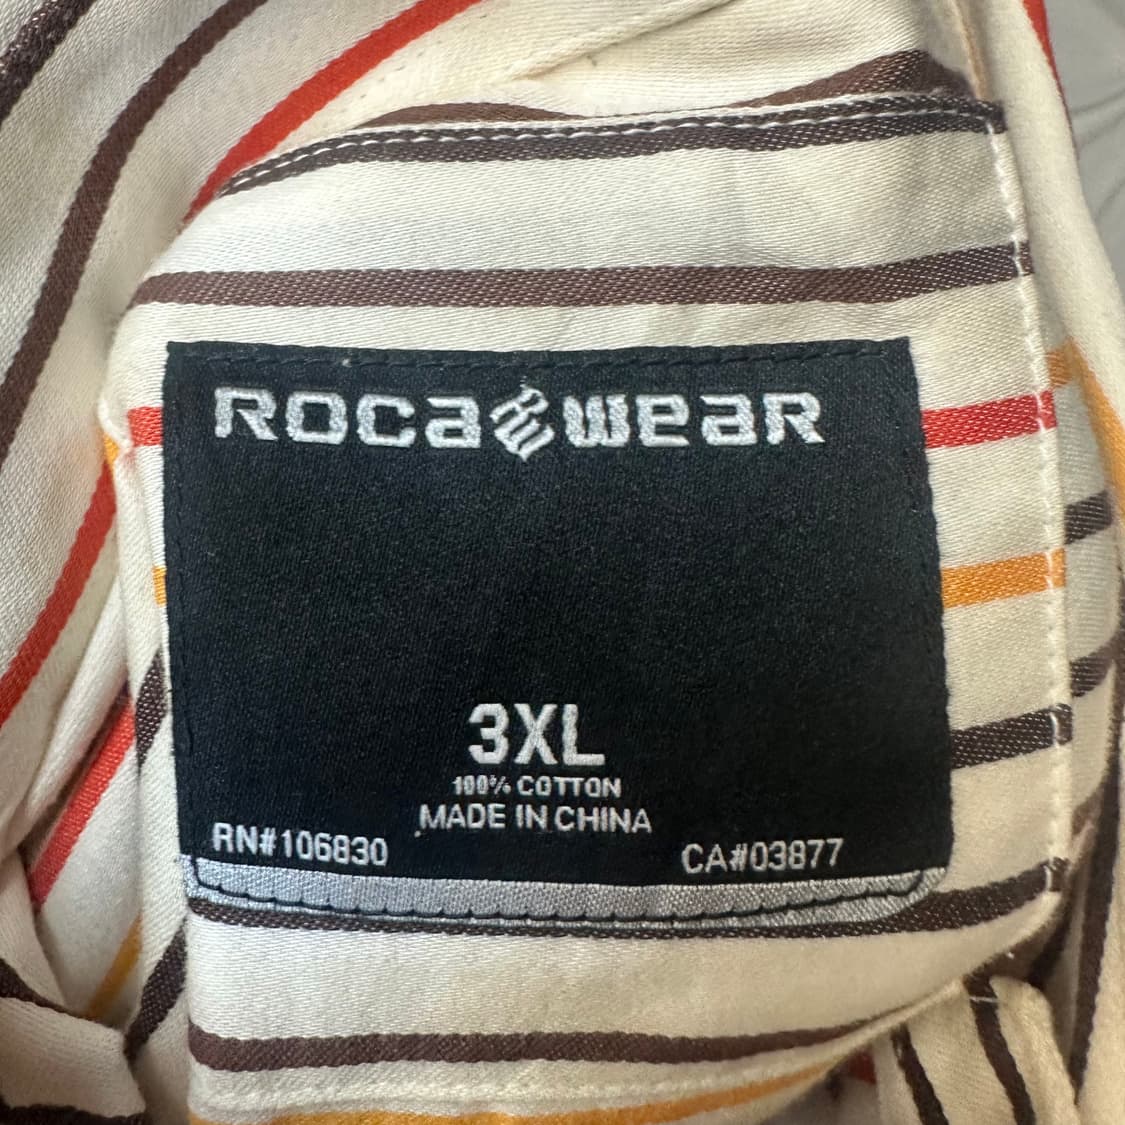 ROCAWEAR
3XL
100% COTTON
MADE IN CHINA
RN#106830
CA#03877